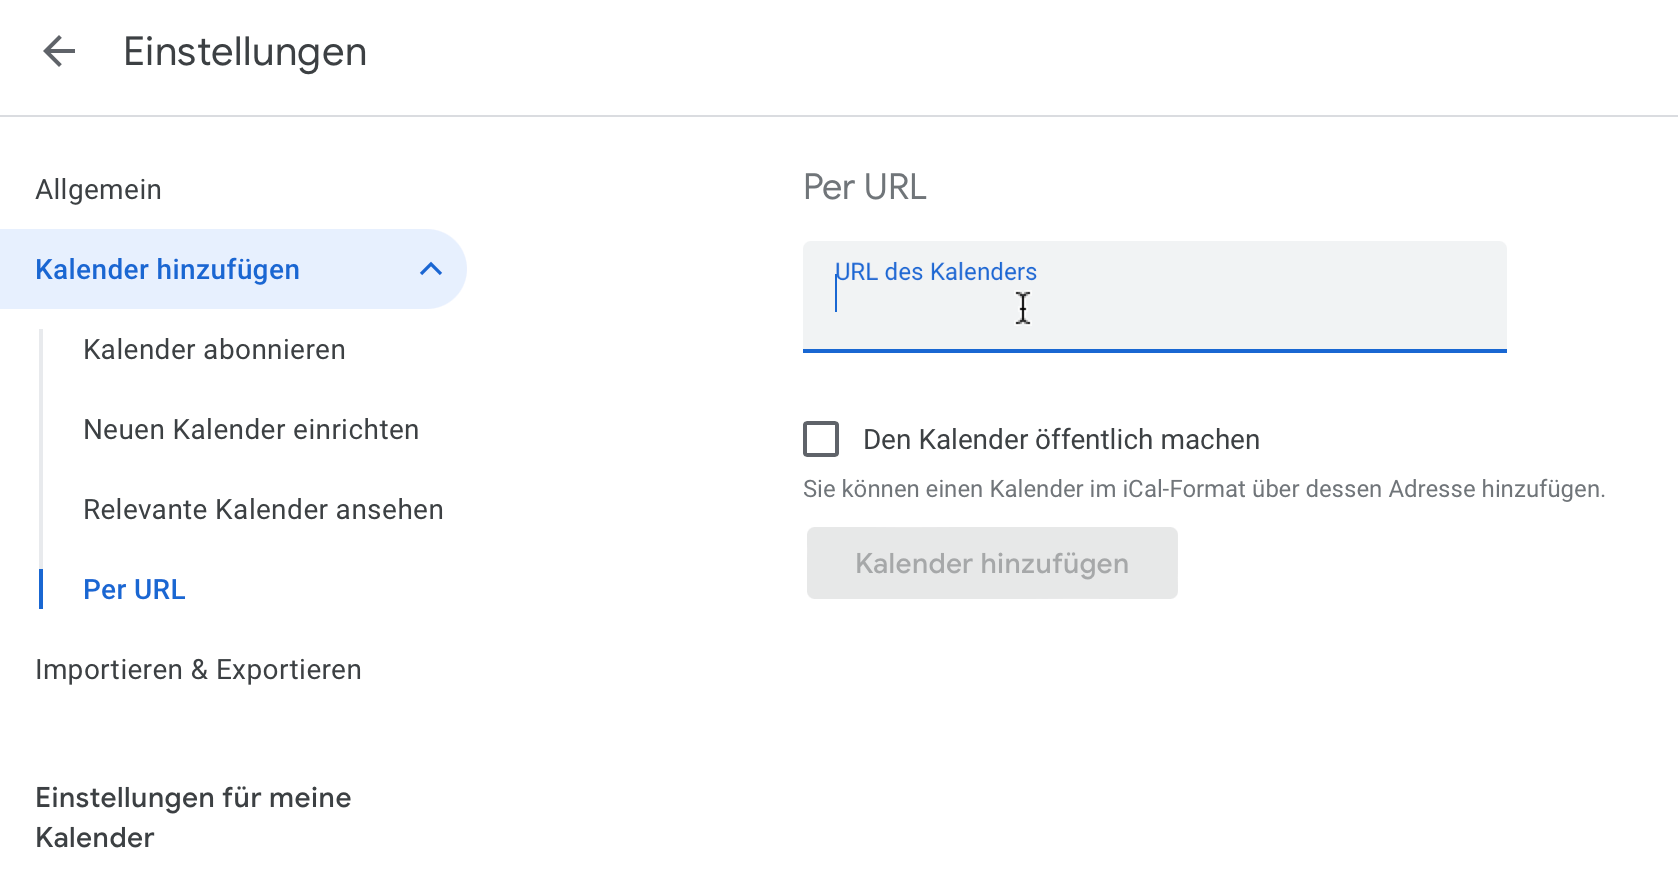 Einstellungen
Allgemein
Kalender hinzufügen
Kalender abonnieren
Neuen Kalender einrichten
Relevante Kalender ansehen
Per URL
Importieren & Exportieren
Einstellungen für meine
Kalender
Per URL
URL des Kalenders
Den Kalender öffentlich machen
Sie können einen Kalender im iCal-Format über dessen Adresse hinzufügen.
Kalender hinzufügen